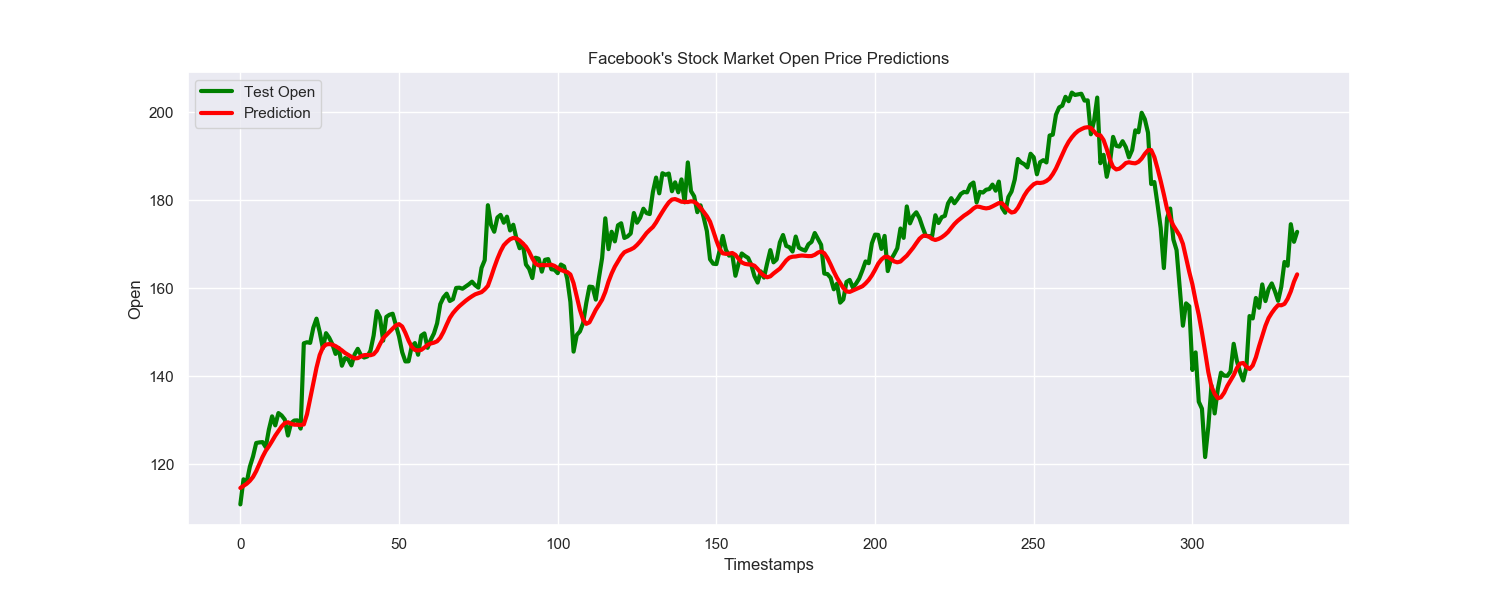 Facebook's Stock Market Open Price Predictions
Test Open
Prediction
Open
200
180
160
140
120
0 50 100 150 200 250 300
Timestamps